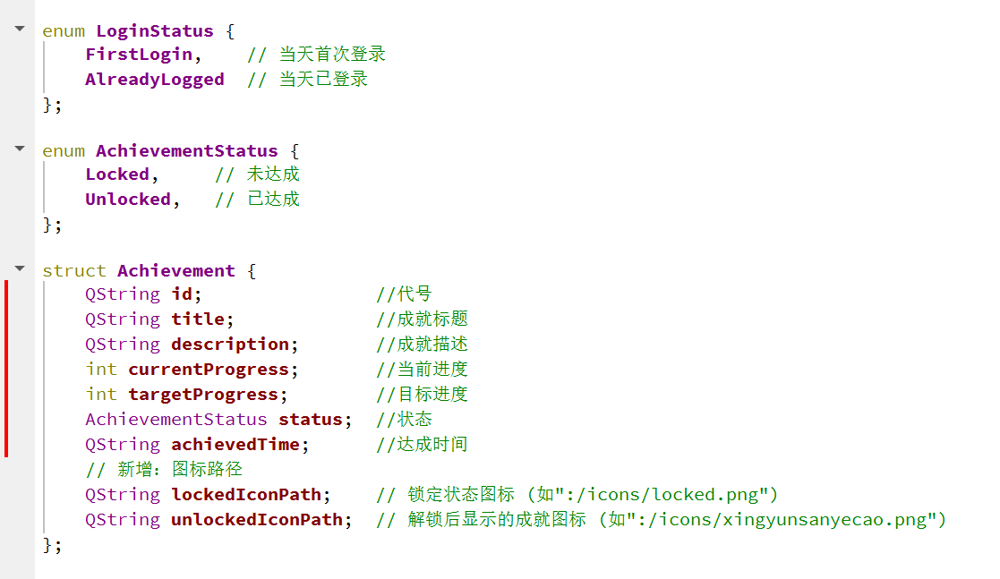 enum LoginStatus {
    FirstLogin,    // 当天首次登录
    AlreadyLogged  // 当天已登录
};
enum AchievementStatus {
    Locked,     // 未达成
    Unlocked,   // 已达成
};
struct Achievement {
    QString id;                //代号
    QString title;             //成就标题
    QString description;       //成就描述
    int currentProgress;       //当前进度
    int targetProgress;        //目标进度
    AchievementStatus status;  //状态
    QString achievedTime;      //达成时间
    // 新增：图标路径
    QString lockedIconPath;    // 锁定状态图标（如":/icons/locked.png"）
    QString unlockedIconPath;  // 解锁后显示的成就图标（如":/icons/xingyunsanyecao.png"）
};